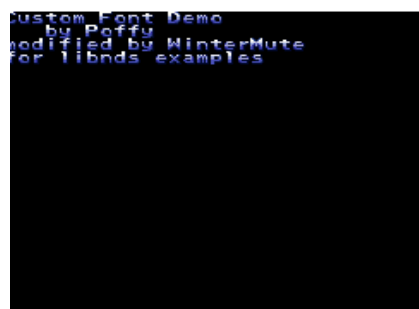 Custom Font Demo
by Poffy
modified by WinterMute
for libnds examples